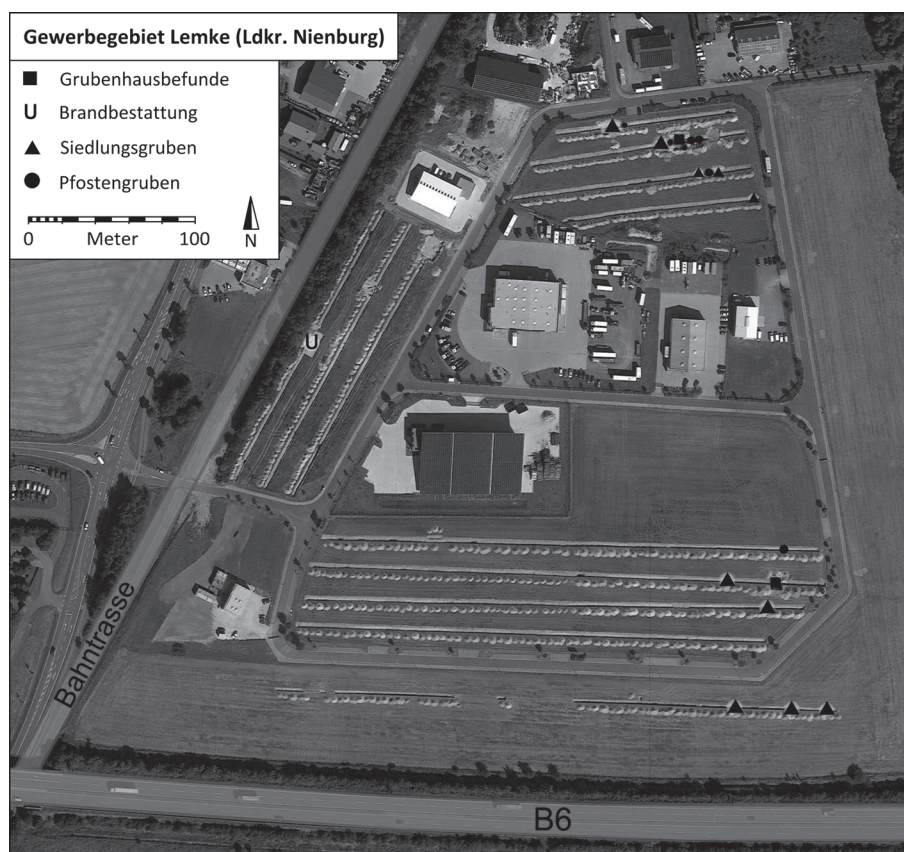 Gewerbegebiet Lemke (Ldkr. Nienburg)
Grubenhausbefunde
U Brandbestattung
Siedlungsgruben
Pfostengruben
0 Meter 100
N
U
Bahntrasse
B6